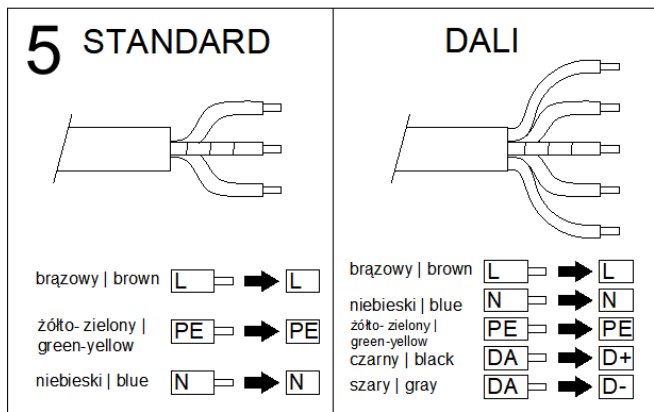 5 STANDARD
brązowy | brown L L
żółto- zielony |
green-yellow PE PE
niebieski | blue N N
DALI
brązowy | brown L L
niebieski | blue N N
żółto- zielony |
green-yellow PE PE
czarny | black DA D+
szary | gray DA D-